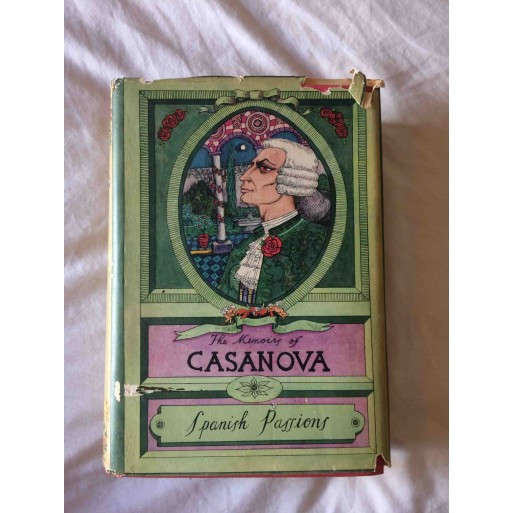 The Memoirs of
CASANOVA
Spanish Passions